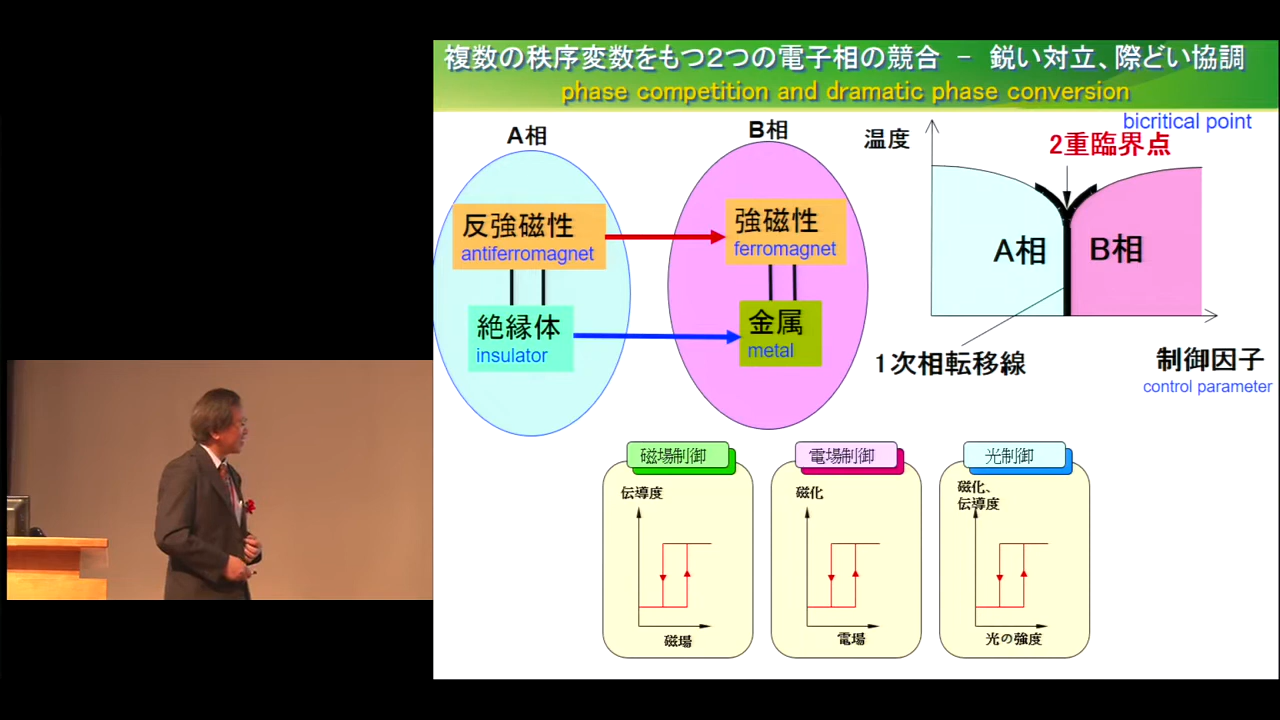 複数の秩序変数をもつ2つの電子相の競合 － 鋭い対立、際どい協調
phase competition and dramatic phase conversion
A相
B相
反強磁性
antiferromagnet
強磁性
ferromagnet
絶縁体
insulator
金属
metal
温度
bicritical point
2重臨界点
A相
B相
1次相転移線
制御因子
control parameter
磁場制御
伝導度
磁場
電場制御
磁化
電場
光制御
磁化、
伝導度
光の強度